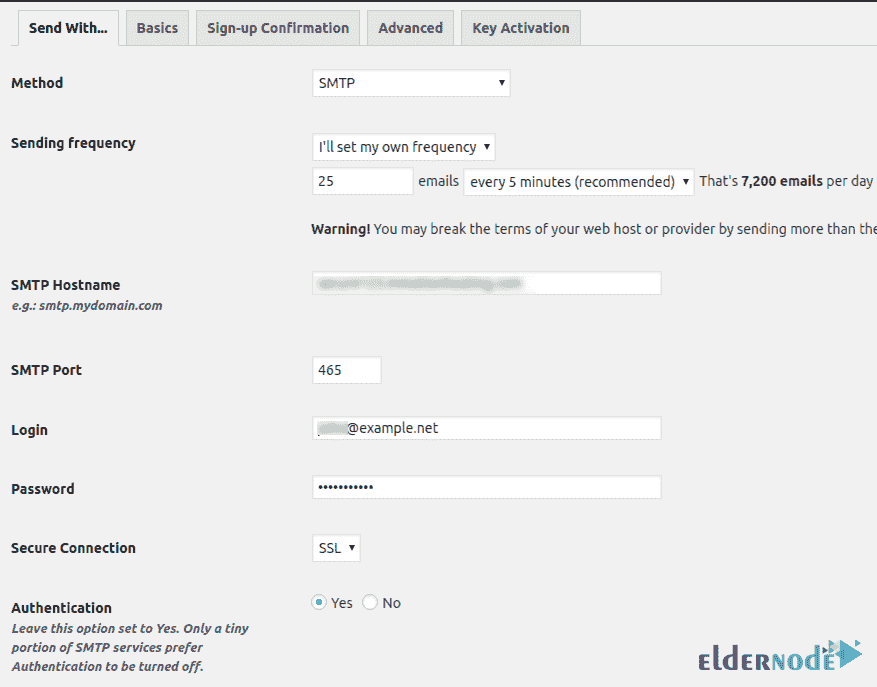 Send With... Basics Sign-up Confirmation Advanced Key Activation
Method SMTP
Sending frequency I'll set my own frequency
25 emails every 5 minutes (recommended) That's 7,200 emails per day
Warning! You may break the terms of your web host or provider by sending more than the
SMTP Hostname
e.g.: smtp.mydomain.com
SMTP Port 465
Login @example.net
Password •••••••••••
Secure Connection SSL
Authentication Yes No
Leave this option set to Yes. Only a tiny
portion of SMTP services prefer
Authentication to be turned off.
elderNode